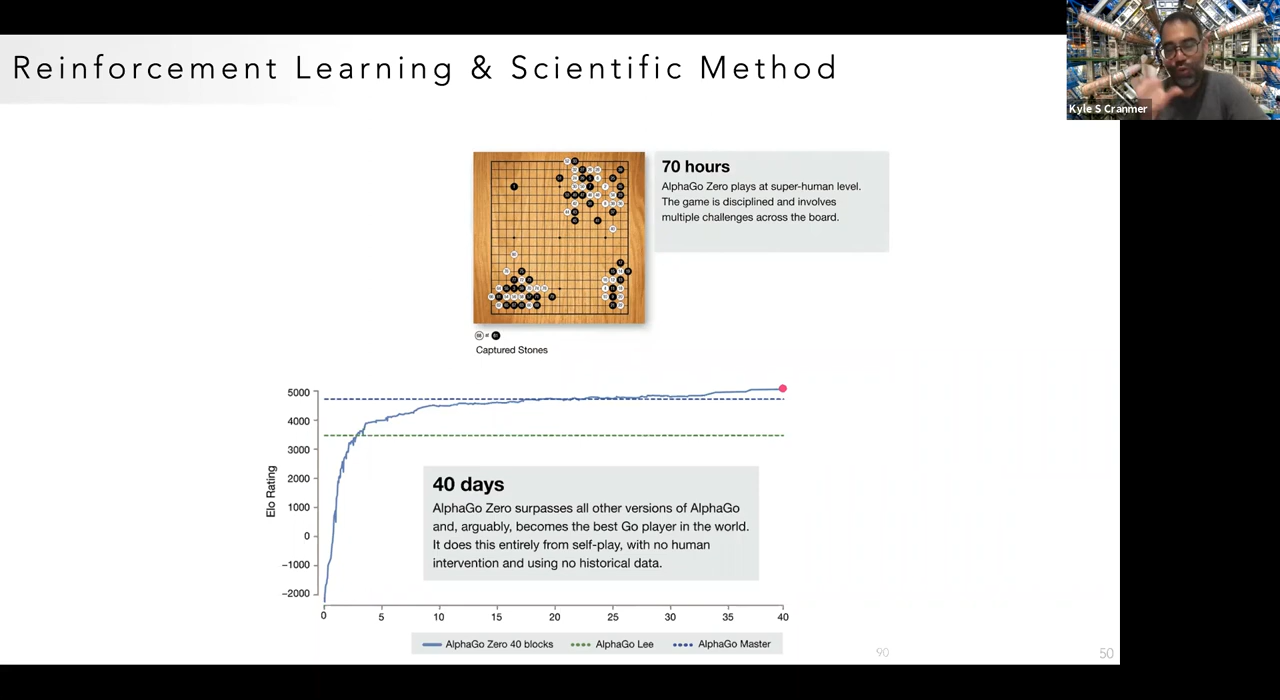 Reinforcement Learning & Scientific Method
Kyle S Cranmer
70 hours
AlphaGo Zero plays at super-human level.
The game is disciplined and involves
multiple challenges across the board.
at
Captured Stones
5000
4000
3000
2000
1000
0
−1000
−2000
Elo Rating
40 days
AlphaGo Zero surpasses all other versions of AlphaGo
and, arguably, becomes the best Go player in the world.
It does this entirely from self-play, with no human
intervention and using no historical data.
0 5 10 15 20 25 30 35 40
AlphaGo Zero 40 blocks AlphaGo Lee AlphaGo Master
90
50